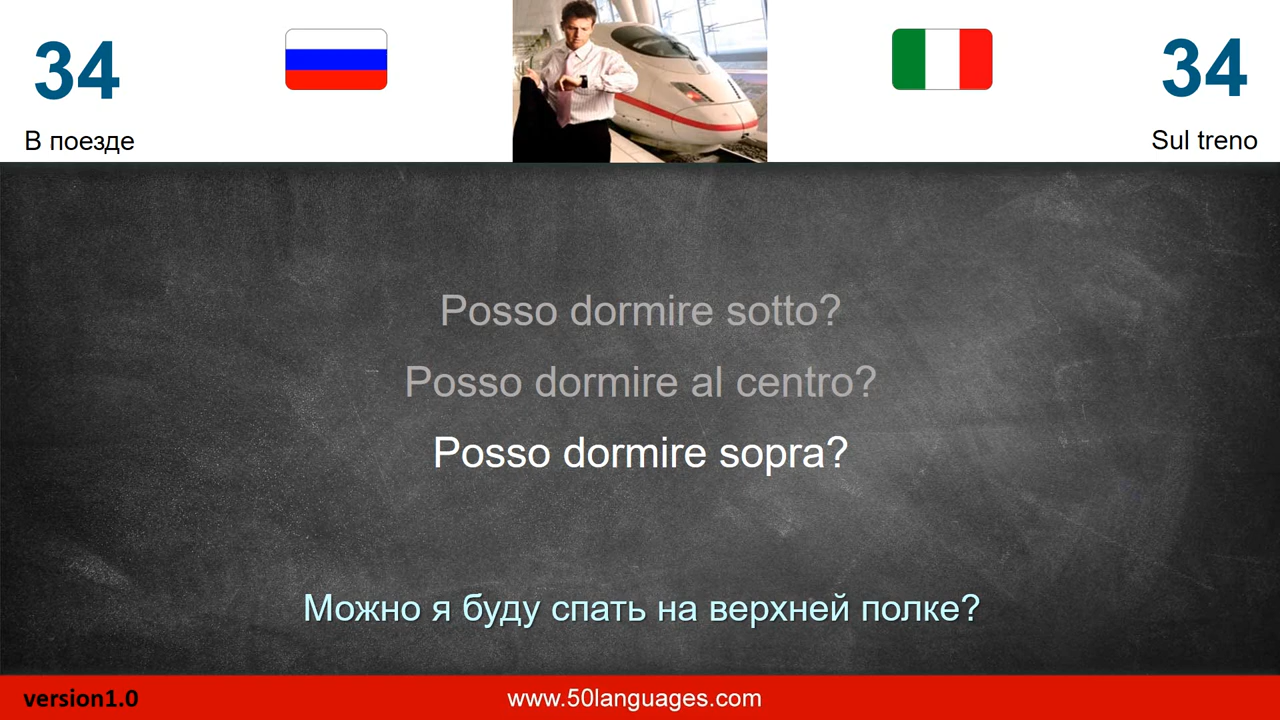 34
34
В поезде
Sul treno
Posso dormire sotto?
Posso dormire al centro?
Posso dormire sopra?
Можно я буду спать на верхней полке?
version1.0
www.50languages.com